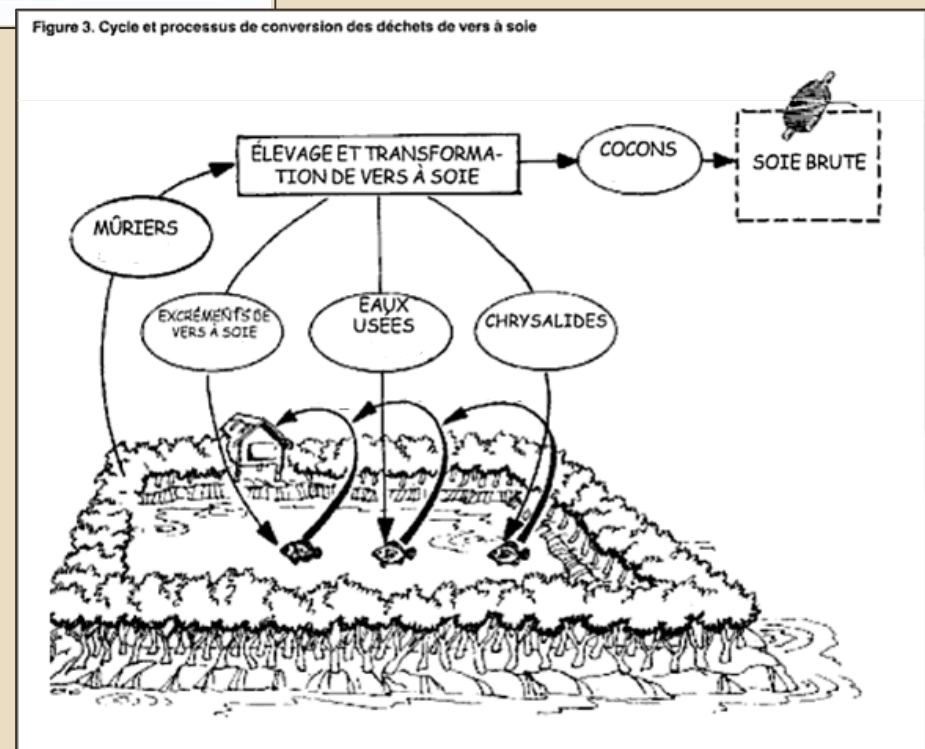 Figure 3. Cycle et processus de conversion des déchets de vers à soie
ÉLEVAGE ET TRANSFORMA-
TION DE VERS À SOIE
COCONS
SOIE BRUTE
MÛRIERS
EXCRÉMENTS DE
VERS À SOIE
EAUX
USÉES
CHRYSALIDES